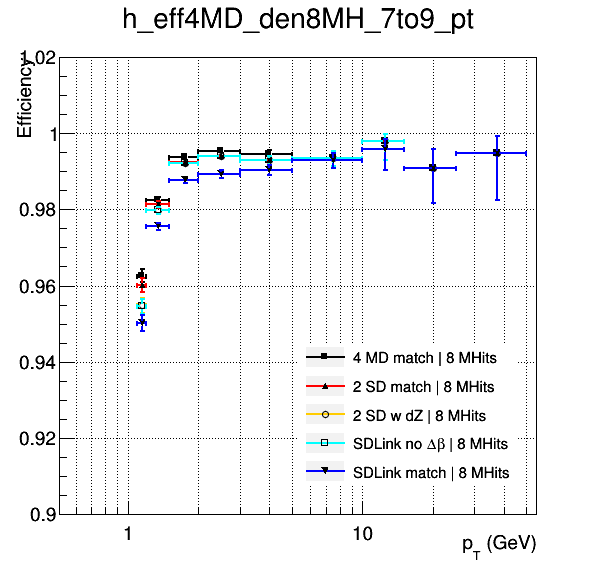 h_eff4MD_den8MH_7to9_pt
Efficiency
1.02
1
0.98
0.96
0.94
0.92
0.9
4 MD match | 8 MHits
2 SD match | 8 MHits
2 SD w dZ | 8 MHits
SDLink no Δβ | 8 MHits
SDLink match | 8 MHits
1
10
p_T (GeV)